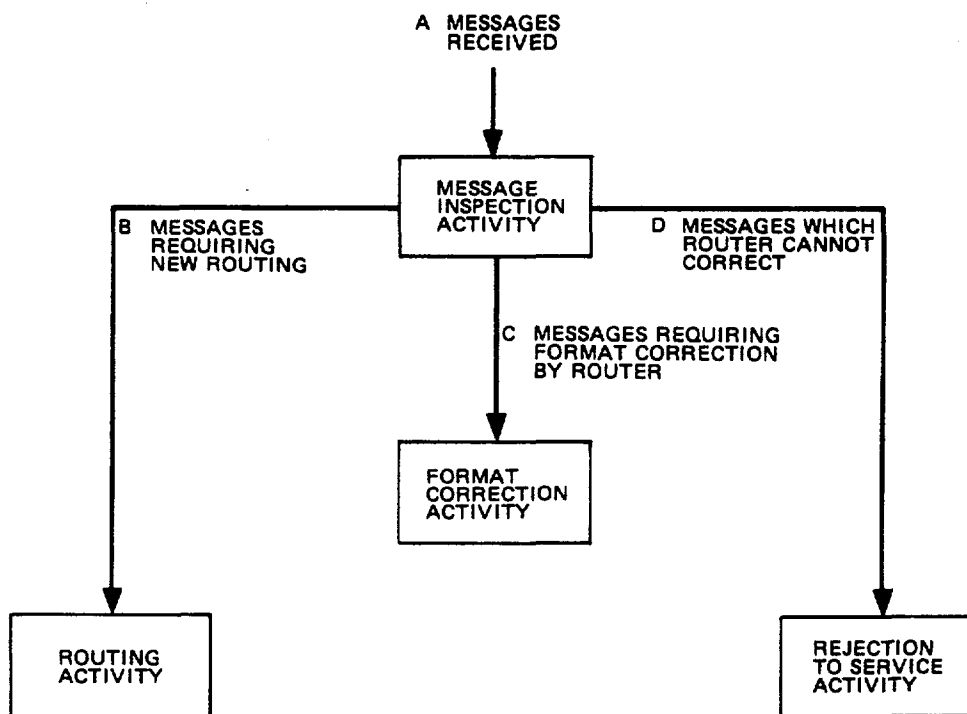 A MESSAGES
RECEIVED
MESSAGE
INSPECTION
ACTIVITY
B MESSAGES
REQUIRING
NEW ROUTING
D MESSAGES WHICH
ROUTER CANNOT
CORRECT
C MESSAGES REQUIRING
FORMAT CORRECTION
BY ROUTER
FORMAT
CORRECTION
ACTIVITY
ROUTING
ACTIVITY
REJECTION
TO SERVICE
ACTIVITY